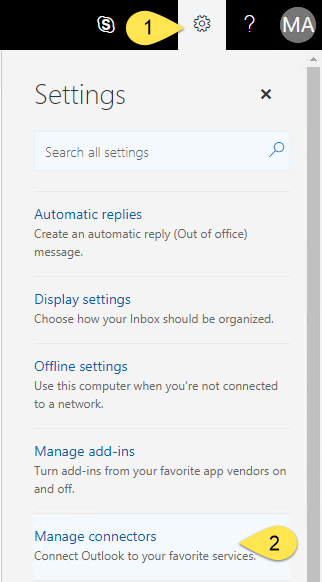 1
?
MA
Settings
×
Search all settings
Automatic replies
Create an automatic reply (Out of office)
message.
Display settings
Choose how your Inbox should be organized.
Offline settings
Use this computer when you're not connected
to a network.
Manage add-ins
Turn add-ins from your favorite app vendors on
and off.
Manage connectors
2
Connect Outlook to your favorite services.